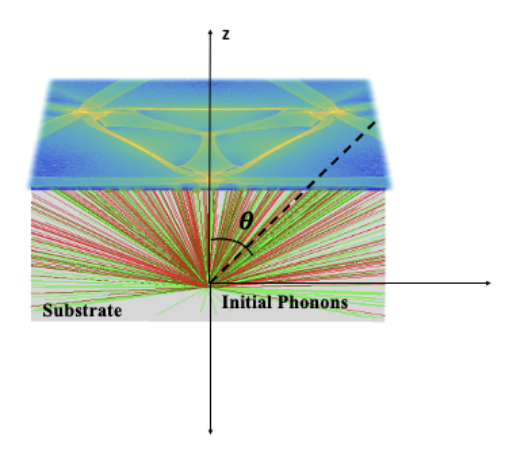 z
θ
Initial Phonons
Substrate